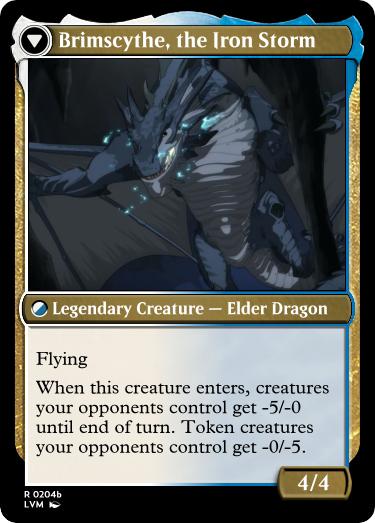 Brimscythe, the Iron Storm
Legendary Creature — Elder Dragon
Flying
When this creature enters, creatures
your opponents control get -5/-0
until end of turn. Token creatures
your opponents control get -0/-5.
4/4
R 0204b
LVM